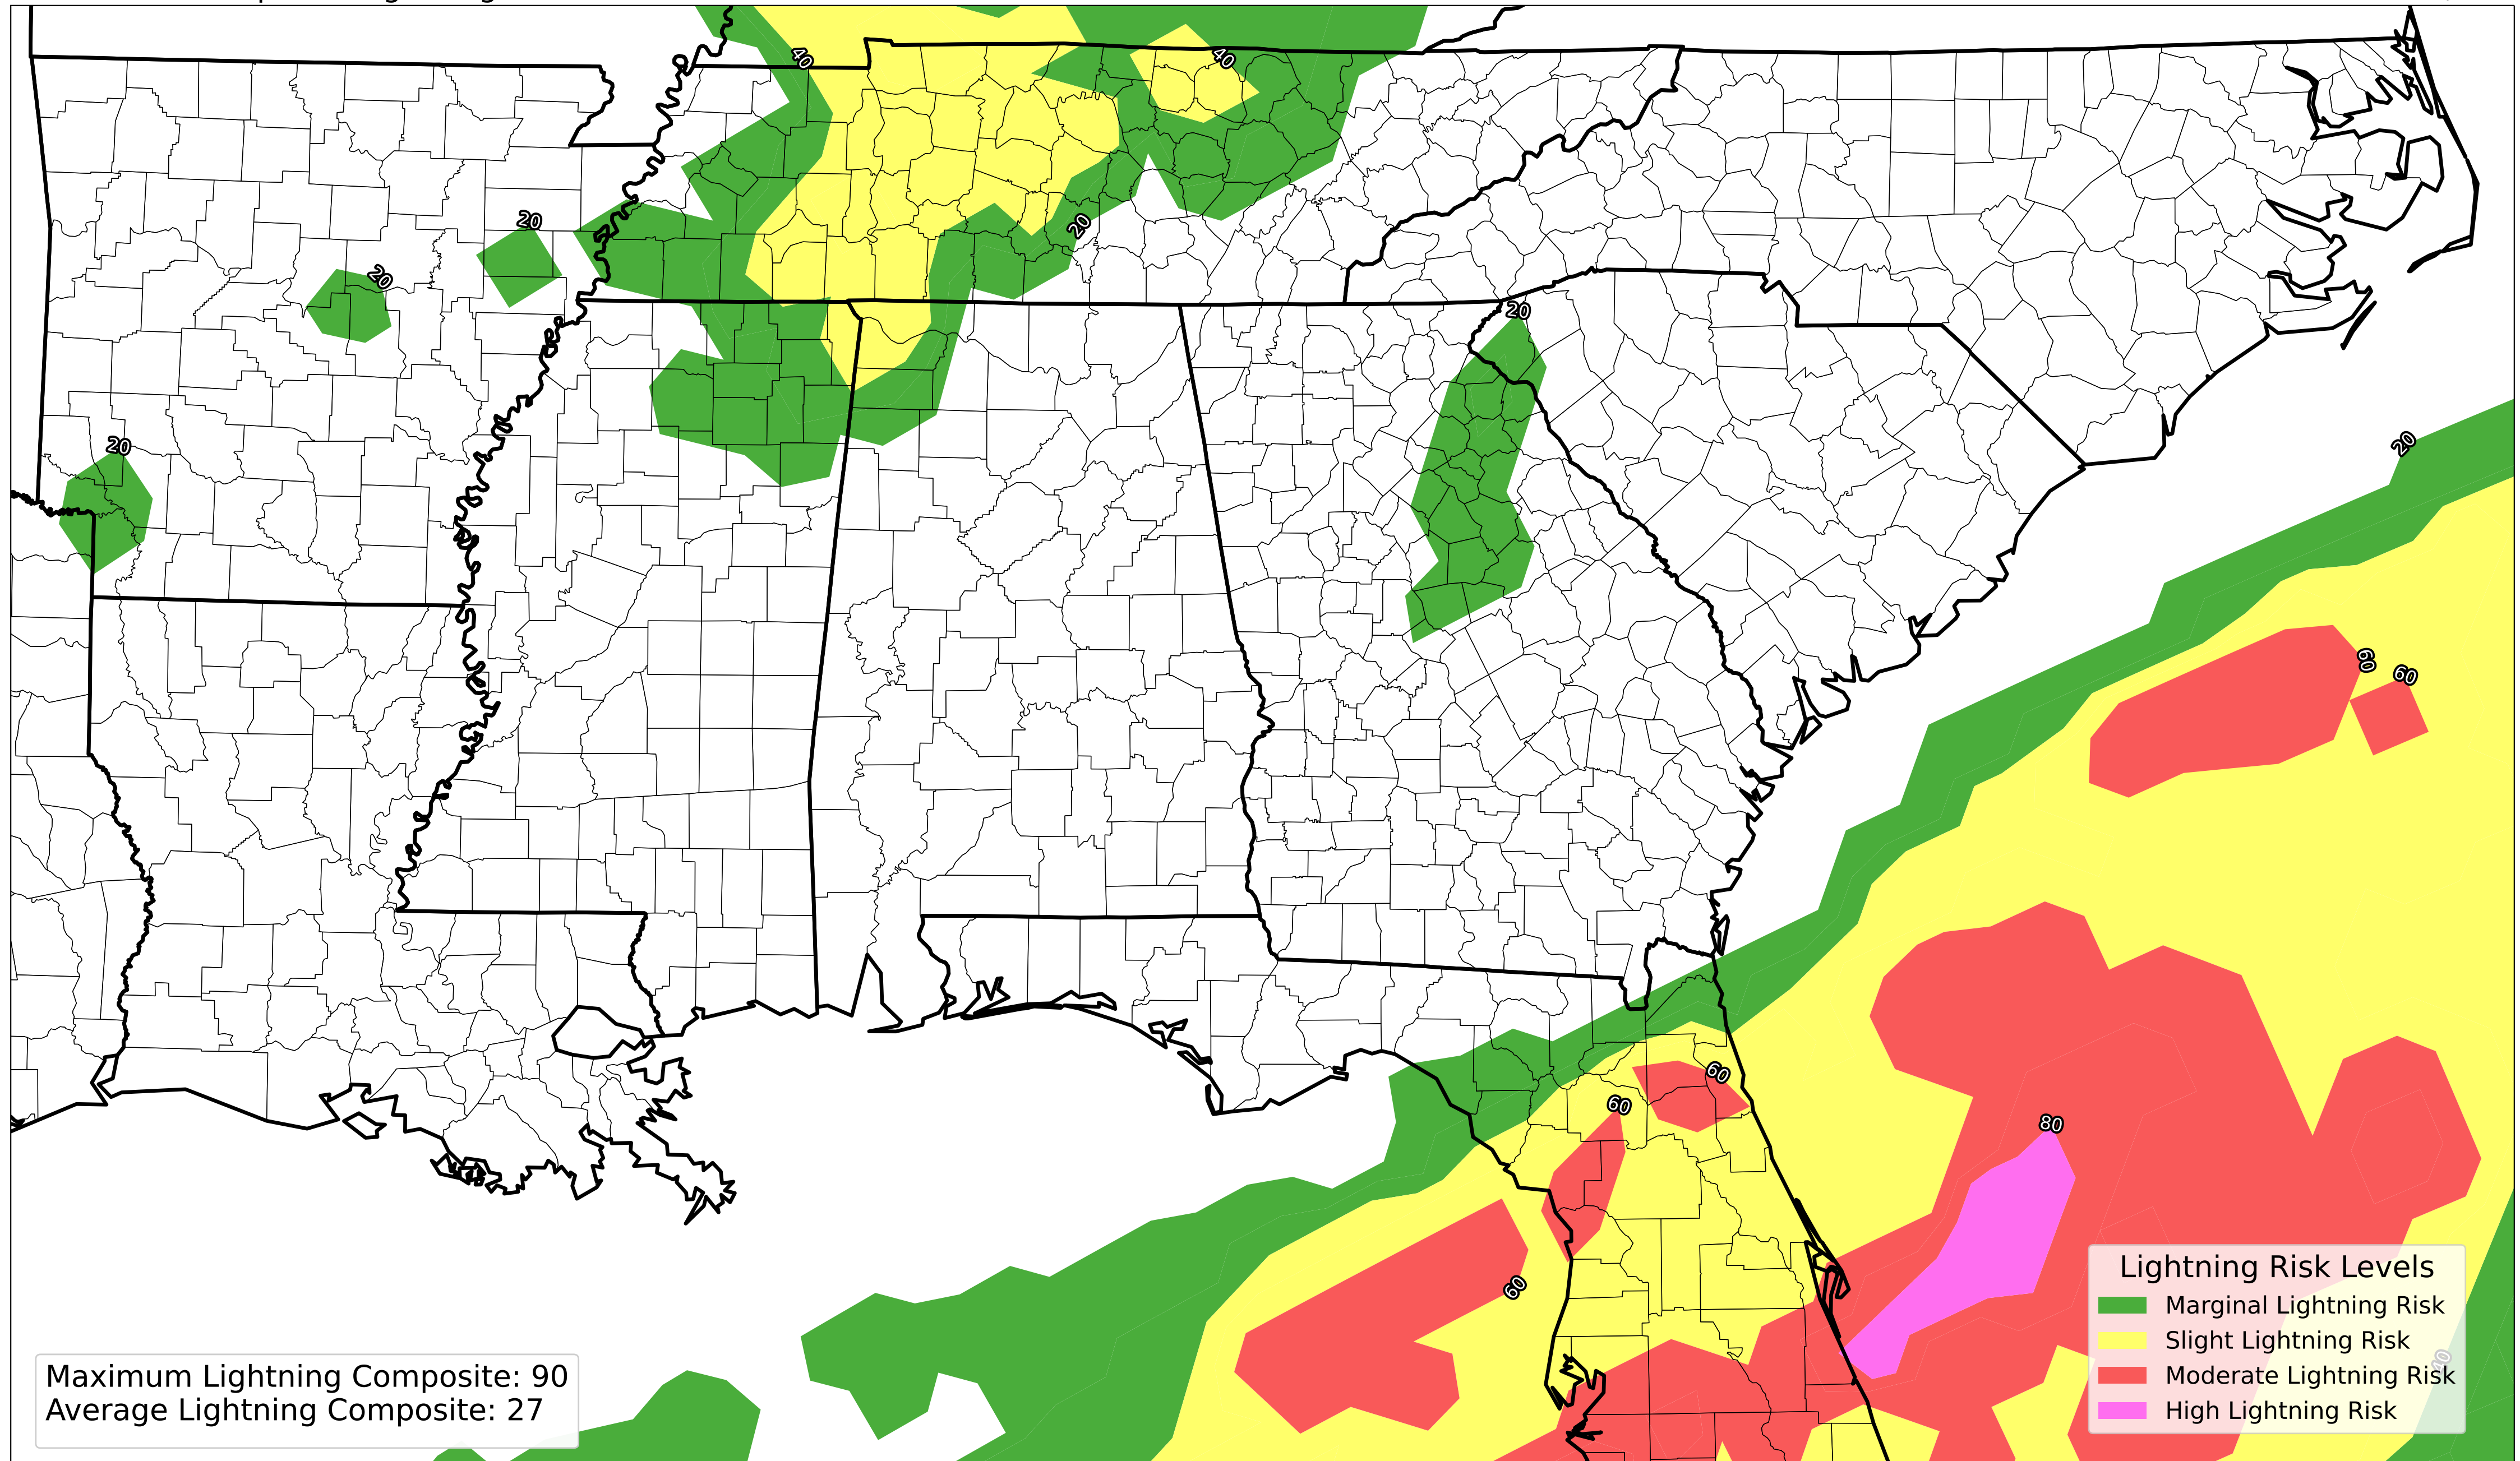 40
40
20
20
20
20
20
20
60
60
60
60
80
60
Lightning Risk Levels
Marginal Lightning Risk
Slight Lightning Risk
Moderate Lightning Risk
High Lightning Risk
Maximum Lightning Composite: 90
Average Lightning Composite: 27